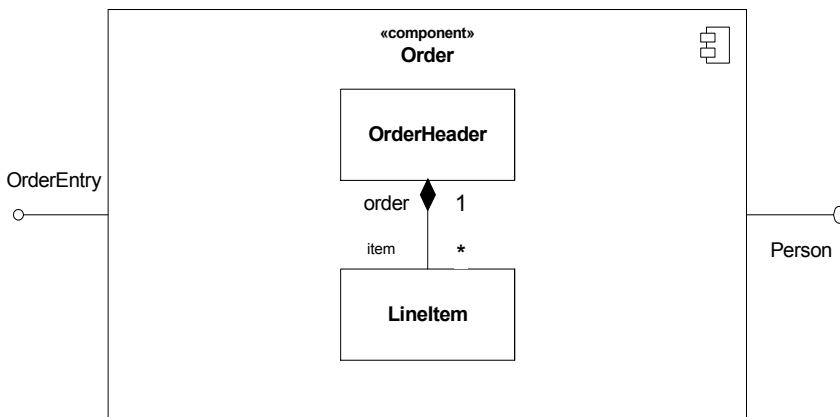 «component»
Order
OrderHeader
OrderEntry
order 1
item *
Person
LineItem